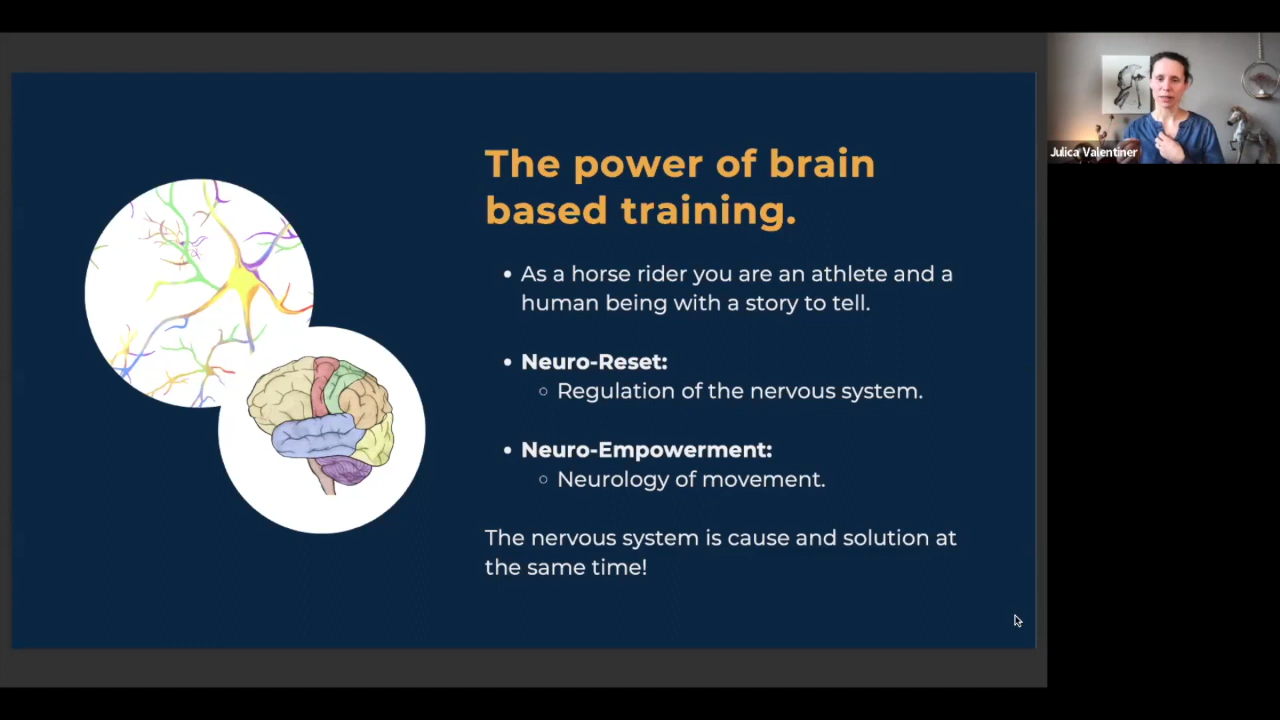 The power of brain
based training.
• As a horse rider you are an athlete and a
human being with a story to tell.
• Neuro-Reset:
○ Regulation of the nervous system.
• Neuro-Empowerment:
○ Neurology of movement.
The nervous system is cause and solution at
the same time!
Julica Valentiner